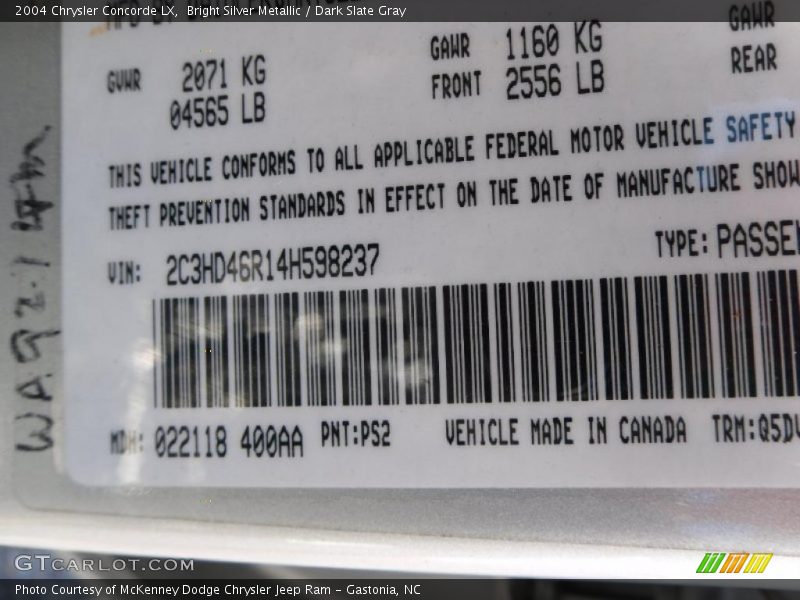 2004 Chrysler Concorde LX, Bright Silver Metallic / Dark Slate Gray
GVWR 2071 KG
04565 LB
GAWR 1160 KG
FRONT 2556 LB
GAWR
REAR
THIS VEHICLE CONFORMS TO ALL APPLICABLE FEDERAL MOTOR VEHICLE SAFETY
THEFT PREVENTION STANDARDS IN EFFECT ON THE DATE OF MANUFACTURE SHOW
VIN: 2C3HD46R14H598237 TYPE: PASSEN
MDH: 022118 400AA PNT:PS2 VEHICLE MADE IN CANADA TRM:Q5DV
GTCARLOT.COM
Photo Courtesy of McKenney Dodge Chrysler Jeep Ram - Gastonia, NC